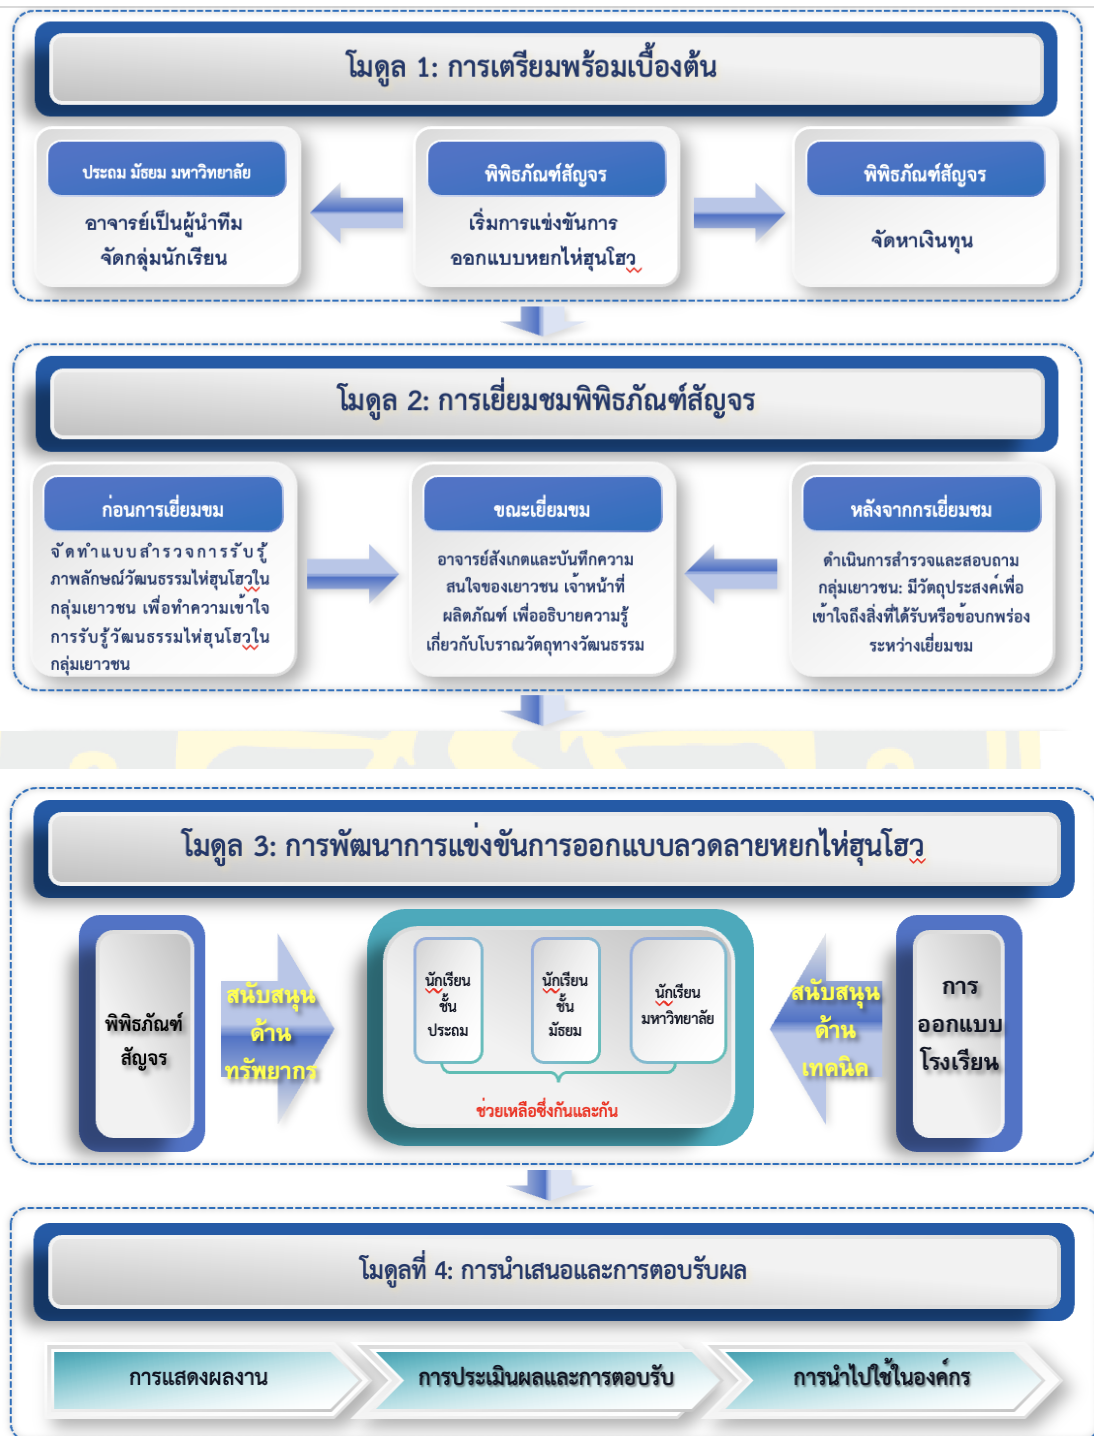 โมดูล 1: การเตรียมพร้อมเบื้องต้น
ประถม มัธยม มหาวิทยาลัย
อาจารย์เป็นผู้นำทีม
จัดกลุ่มนักเรียน
พิพิธภัณฑ์สัญจร
เริ่มการแข่งขันการ
ออกแบบหยกไห่ฮุนโฮว
พิพิธภัณฑ์สัญจร
จัดหาเงินทุน
โมดูล 2: การเยี่ยมชมพิพิธภัณฑ์สัญจร
ก่อนการเยี่ยมขม
จัดทำแบบสำรวจการรับรู้
ภาพลักษณ์วัฒนธรรมไห่ฮุนโฮวใน
กลุ่มเยาวชน เพื่อทำความเข้าใจ
การรับรู้วัฒนธรรมไห่ฮุนโฮวใน
กลุ่มเยาวชน
ขณะเยี่ยมขม
อาจารย์สังเกตและบันทึกความ
สนใจของเยาวชน เจ้าหน้าที่
ผลิตภัณฑ์ เพื่ออธิบายความรู้
เกี่ยวกับโบราณวัตถุทางวัฒนธรรม
หลังจากกรเยี่ยมชม
ดำเนินการสำรวจและสอบถาม
กลุ่มเยาวชน: มีวัตถุประสงค์เพื่อ
เข้าใจถึงสิ่งที่ได้รับหรือข้อบกพร่อง
ระหว่างเยี่ยมขม
โมดูล 3: การพัฒนาการแข่งขันการออกแบบลวดลายหยกไห่ฮุนโฮว
พิพิธภัณฑ์
สัญจร
สนับสนุน
ด้าน
ทรัพยากร
นักเรียน
ชั้น
ประถม
นักเรียน
ชั้น
มัธยม
นักเรียน
มหาวิทยาลัย
ช่วยเหลือซึ่งกันและกัน
สนับสนุน
ด้าน
เทคนิค
การ
ออกแบบ
โรงเรียน
โมดูลที่ 4: การนำเสนอและการตอบรับผล
การแสดงผลงาน
การประเมินผลและการตอบรับ
การนำไปใช้ในองค์กร